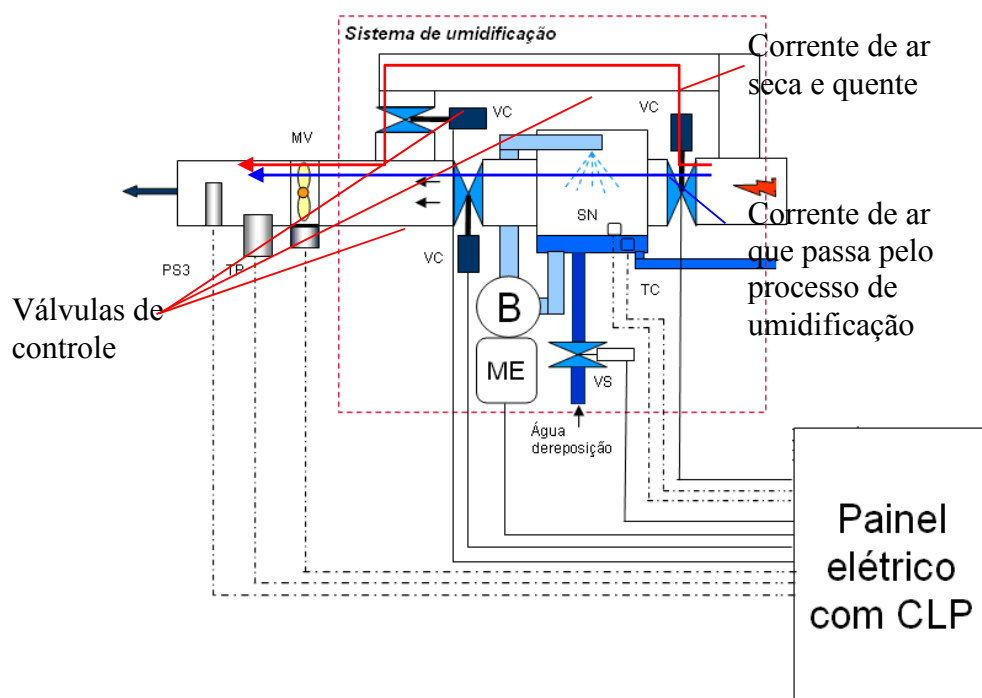 Sistema de umidificação
Corrente de ar
seca e quente
VC
VC
MV
SN
Corrente de ar
que passa pelo
processo de
umidificação
PS3
TP
VC
TC
Válvulas de
controle
B
ME
VS
Água
dereposição
Painel
elétrico
com CLP